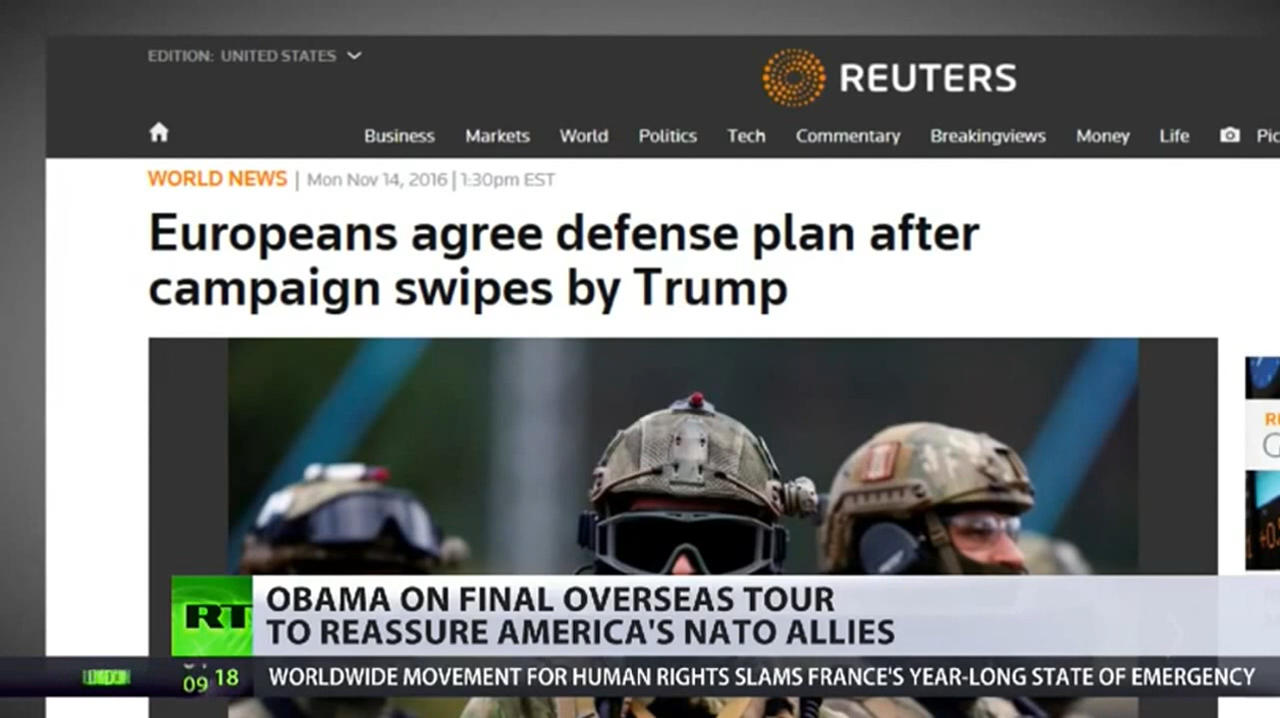 EDITION: UNITED STATES
REUTERS
Business Markets World Politics Tech Commentary Breakingviews Money Life
WORLD NEWS | Mon Nov 14, 2016 | 1:30pm EST
Europeans agree defense plan after
campaign swipes by Trump
RT
OBAMA ON FINAL OVERSEAS TOUR
TO REASSURE AMERICA'S NATO ALLIES
LONDON
09 18
WORLDWIDE MOVEMENT FOR HUMAN RIGHTS SLAMS FRANCE'S YEAR-LONG STATE OF EMERGENCY